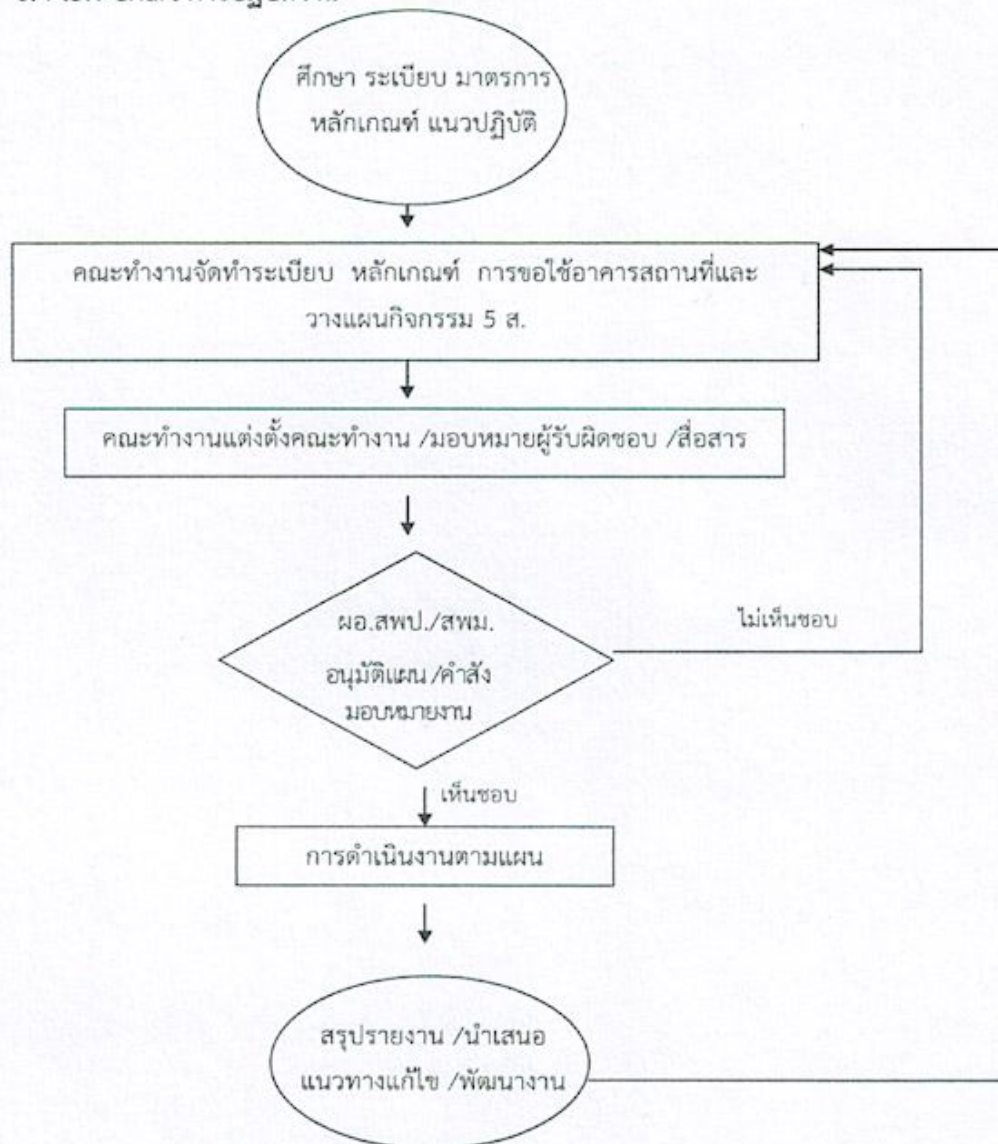 ศึกษา ระเบียบ มาตรการ
หลักเกณฑ์ แนวปฏิบัติ
คณะทำงานจัดทำระเบียบ หลักเกณฑ์ การขอใช้อาคารสถานที่และ
วางแผนกิจกรรม 5 ส.
คณะทำงานแต่งตั้งคณะทำงาน /มอบหมายผู้รับผิดชอบ /สื่อสาร
ผอ.สพป./สพม.
อนุมัติแผน /คำสั่ง
มอบหมายงาน
ไม่เห็นชอบ
เห็นชอบ
การดำเนินงานตามแผน
สรุปรายงาน /นำเสนอ
แนวทางแก้ไข /พัฒนางาน